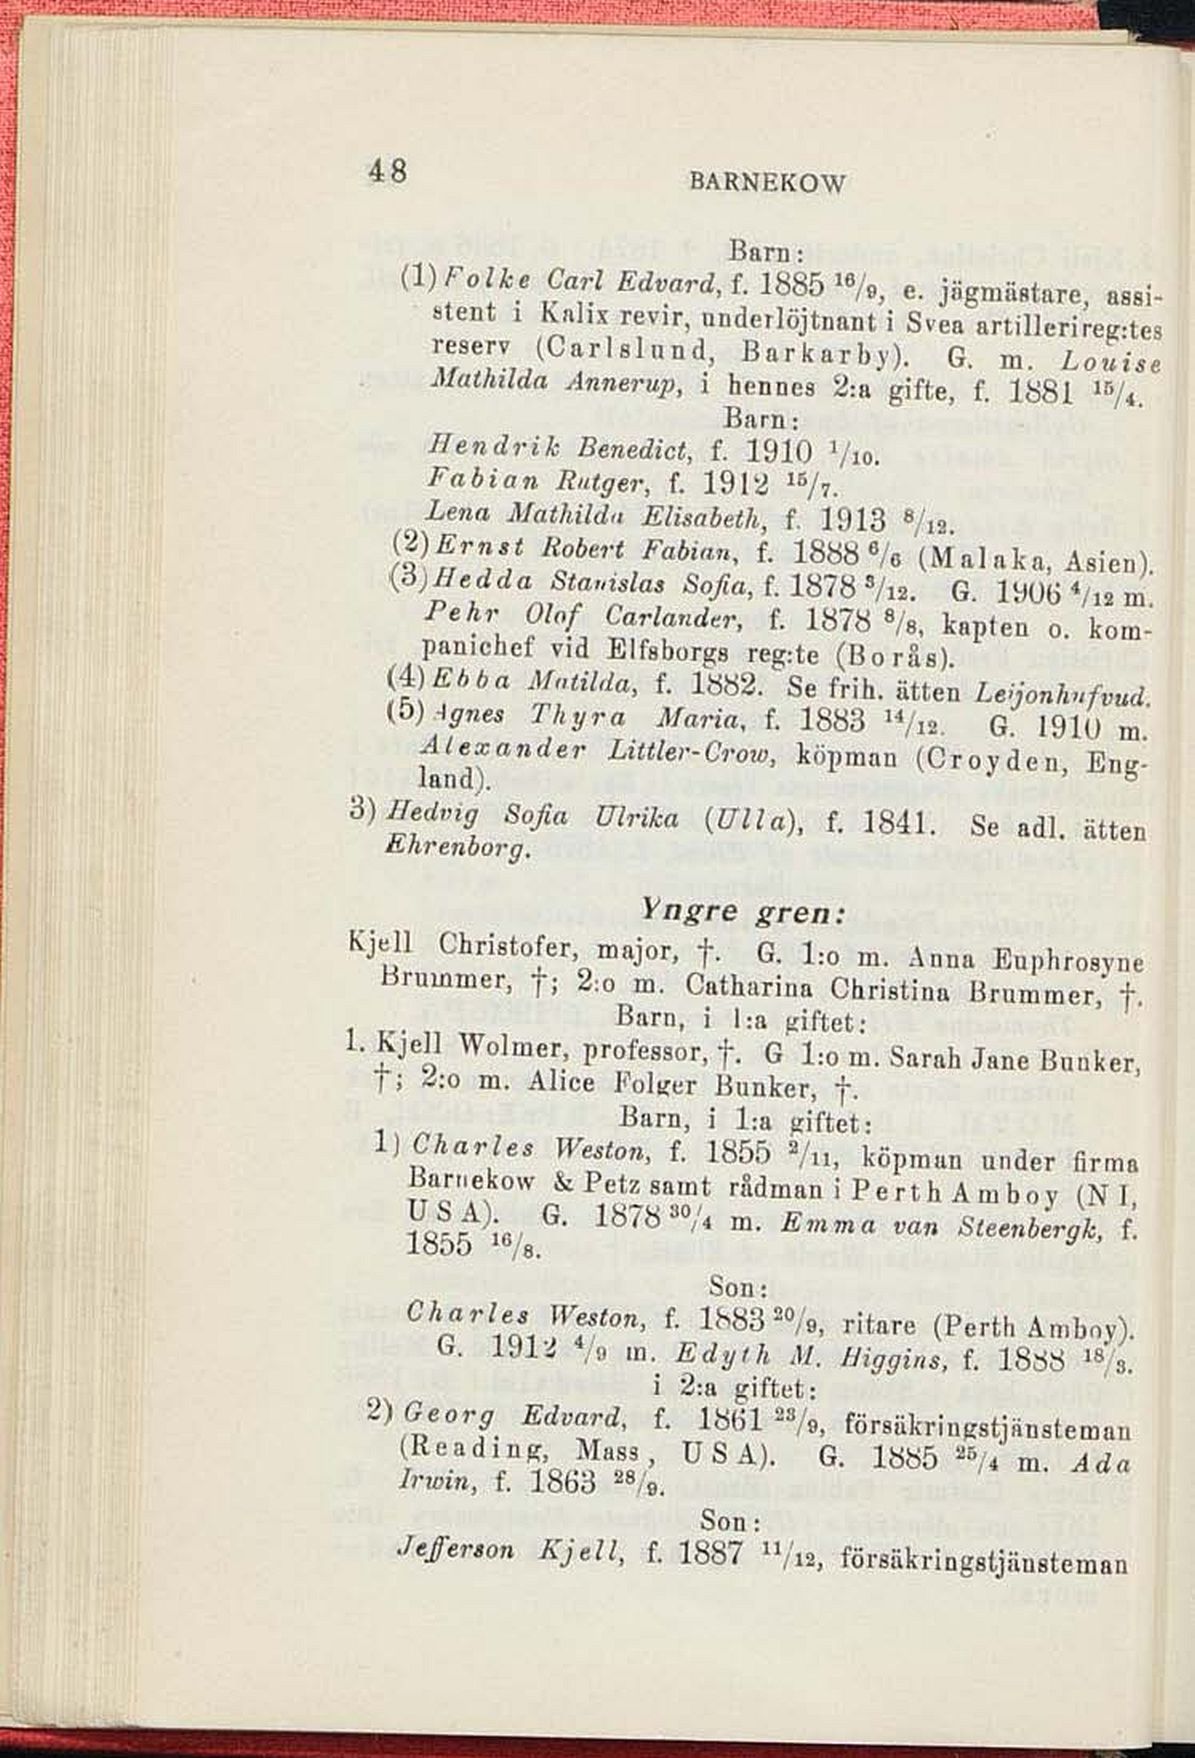 48
BARNEKOW
Barn:
(1) Folke Carl Edvard, f. 1885 16/9, e. jägmästare, assi-
stent i Kalix revir, underlöjtnant i Svea artillerireg:tes
reserv (Carlslund, Barkarby). G. m. Louise
Mathilda Annerup, i hennes 2:a gifte, f. 1881 15/4.
Barn:
Hendrik Benedict, f. 1910 1/10.
Fabian Rutger, f. 1912 15/7.
Lena Mathilda Elisabeth, f. 1913 8/12.
(2) Ernst Robert Fabian, f. 1888 6/6 (Malaka, Asien).
(3) Hedda Stanislas Sofia, f. 1878 3/12. G. 1906 4/12 m.
Pehr Olof Carlander, f. 1878 8/8, kapten o. kom-
panichef vid Elfsborgs reg:te (Borås).
(4) Ebba Matilda, f. 1882. Se frih. ätten Leijonhufvud.
(5) Agnes Thyra Maria, f. 1883 14/12. G. 1910 m.
Alexander Littler-Crow, köpman (Croyden, Eng-
land).
3) Hedvig Sofia Ulrika (Ulla), f. 1841. Se adl. ätten
Ehrenborg.
Yngre gren:
Kjell Christofer, major, †. G. 1:o m. Anna Euphrosyne
Brummer, †; 2:o m. Catharina Christina Brummer, †.
Barn, i 1:a giftet:
1. Kjell Wolmer, professor, †. G 1:o m. Sarah Jane Bunker,
†; 2:o m. Alice Folger Bunker, †.
Barn, i 1:a giftet:
1) Charles Weston, f. 1855 2/11, köpman under firma
Barnekow & Petz samt rådman i Perth Amboy (N I,
U S A). G. 1878 30/4 m. Emma van Steenbergk, f.
1855 16/8.
Son:
Charles Weston, f. 1883 20/9, ritare (Perth Amboy).
G. 1912 4/9 m. Edyth M. Higgins, f. 1888 18/3.
i 2:a giftet:
2) Georg Edvard, f. 1861 23/9, försäkringstjänsteman
(Reading, Mass, U S A). G. 1885 25/4 m. Ada
Irwin, f. 1863 28/9.
Son:
Jefferson Kjell, f. 1887 11/12, försäkringstjänsteman